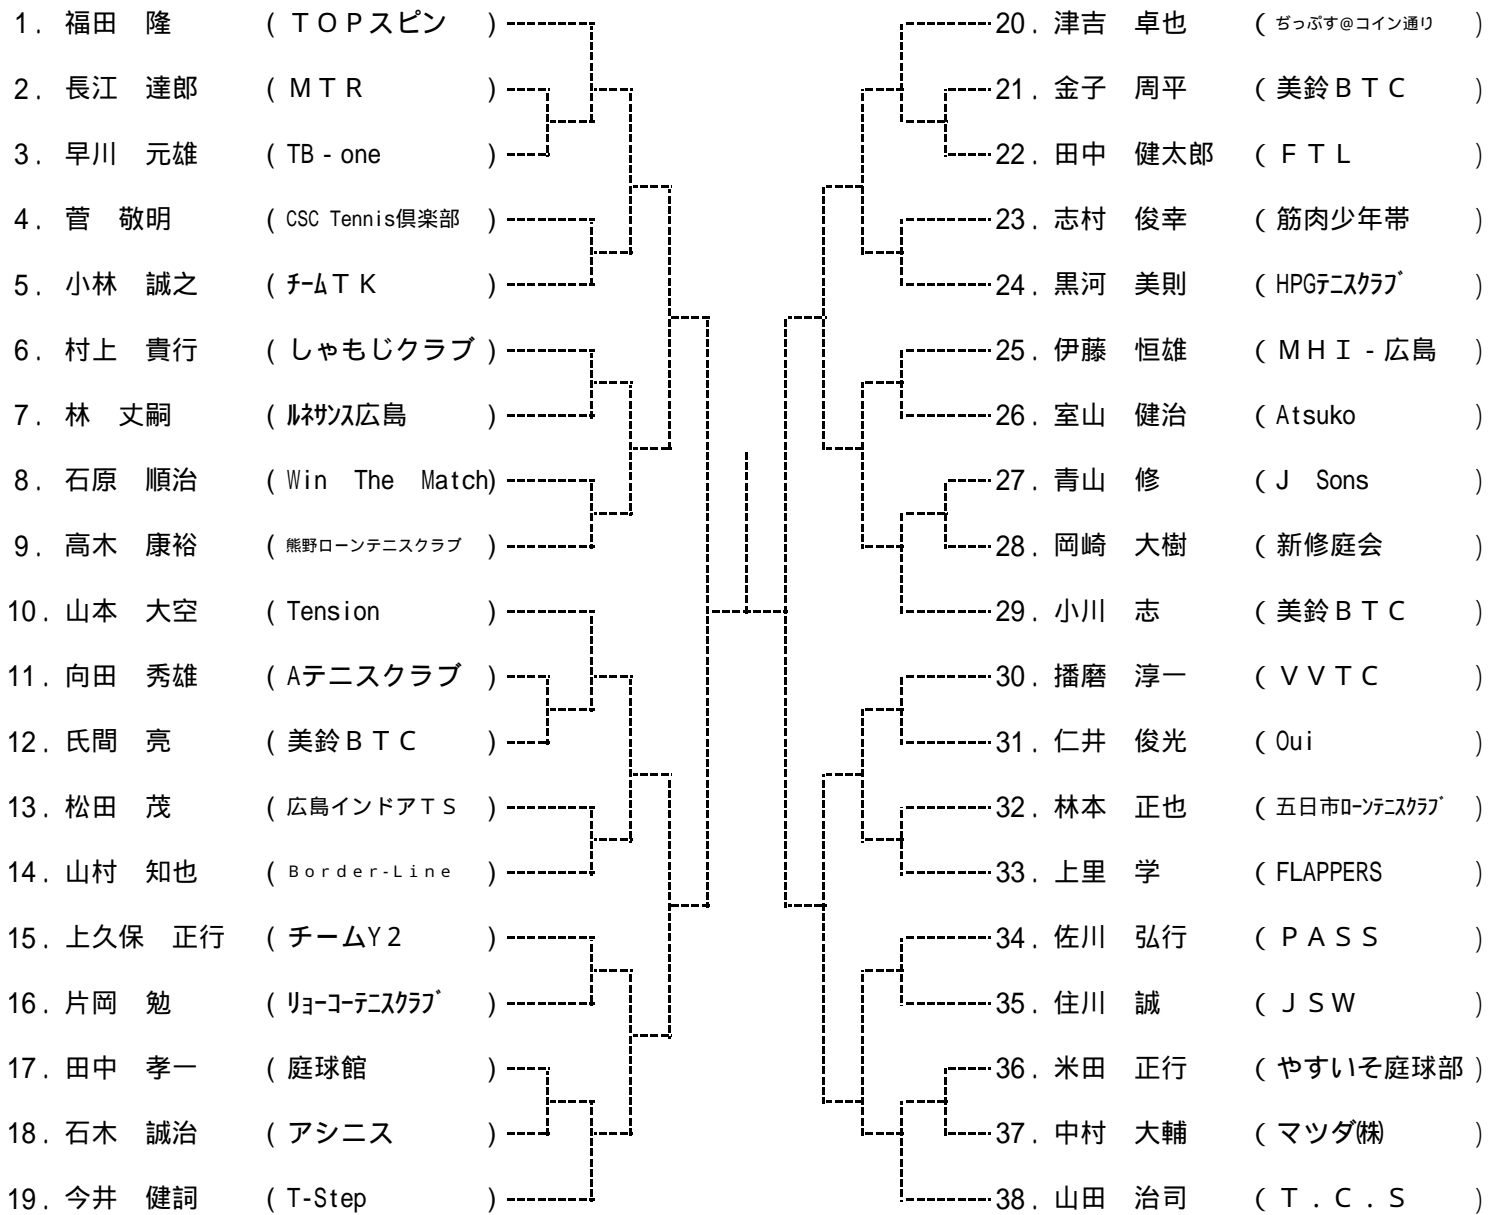 1. 福田　隆 ( ＴＯＰスピン )
2. 長江　達郎 ( ＭＴＲ )
3. 早川　元雄 ( TB - one )
4. 菅　敬明 ( CSC Tennis倶楽部 )
5. 小林　誠之 ( ﾁｰﾑＴＫ )
6. 村上　貴行 ( しゃもじクラブ )
7. 林　丈嗣 ( ﾙﾈｻﾝｽ広島 )
8. 石原　順治 ( Win　The　Match)
9. 高木　康裕 ( 熊野ローンテニスクラブ )
10. 山本　大空 ( Tension )
11. 向田　秀雄 ( Aテニスクラブ )
12. 氏間　亮 ( 美鈴ＢＴＣ )
13. 松田　茂 ( 広島インドアＴＳ )
14. 山村　知也 ( Ｂｏｒｄｅｒ-Ｌｉｎｅ )
15. 上久保　正行 ( チームY2 )
16. 片岡　勉 ( ﾘｮｰｺｰﾃﾆｽｸﾗﾌﾞ )
17. 田中　孝一 ( 庭球館 )
18. 石木　誠治 ( アシニス )
19. 今井　健詞 ( T-Step )
20. 津吉　卓也 ( ぢっぷす@コイン通り )
21. 金子　周平 ( 美鈴ＢＴＣ )
22. 田中　健太郎 ( ＦＴＬ )
23. 志村　俊幸 ( 筋肉少年帯 )
24. 黒河　美則 ( HPGﾃﾆｽｸﾗﾌﾞ )
25. 伊藤　恒雄 ( ＭＨＩ - 広島 )
26. 室山　健治 ( Atsuko )
27. 青山　修 ( J　Sons )
28. 岡崎　大樹 ( 新修庭会 )
29. 小川　志 ( 美鈴ＢＴＣ )
30. 播磨　淳一 ( ＶＶＴＣ )
31. 仁井　俊光 ( Oui )
32. 林本　正也 ( 五日市ﾛｰﾝﾃﾆｽｸﾗﾌﾞ )
33. 上里　学 ( FLAPPERS )
34. 佐川　弘行 ( ＰＡＳＳ )
35. 住川　誠 ( ＪＳＷ )
36. 米田　正行 ( やすいそ庭球部 )
37. 中村　大輔 ( マツダ㈱ )
38. 山田　治司 ( Ｔ．Ｃ．Ｓ )